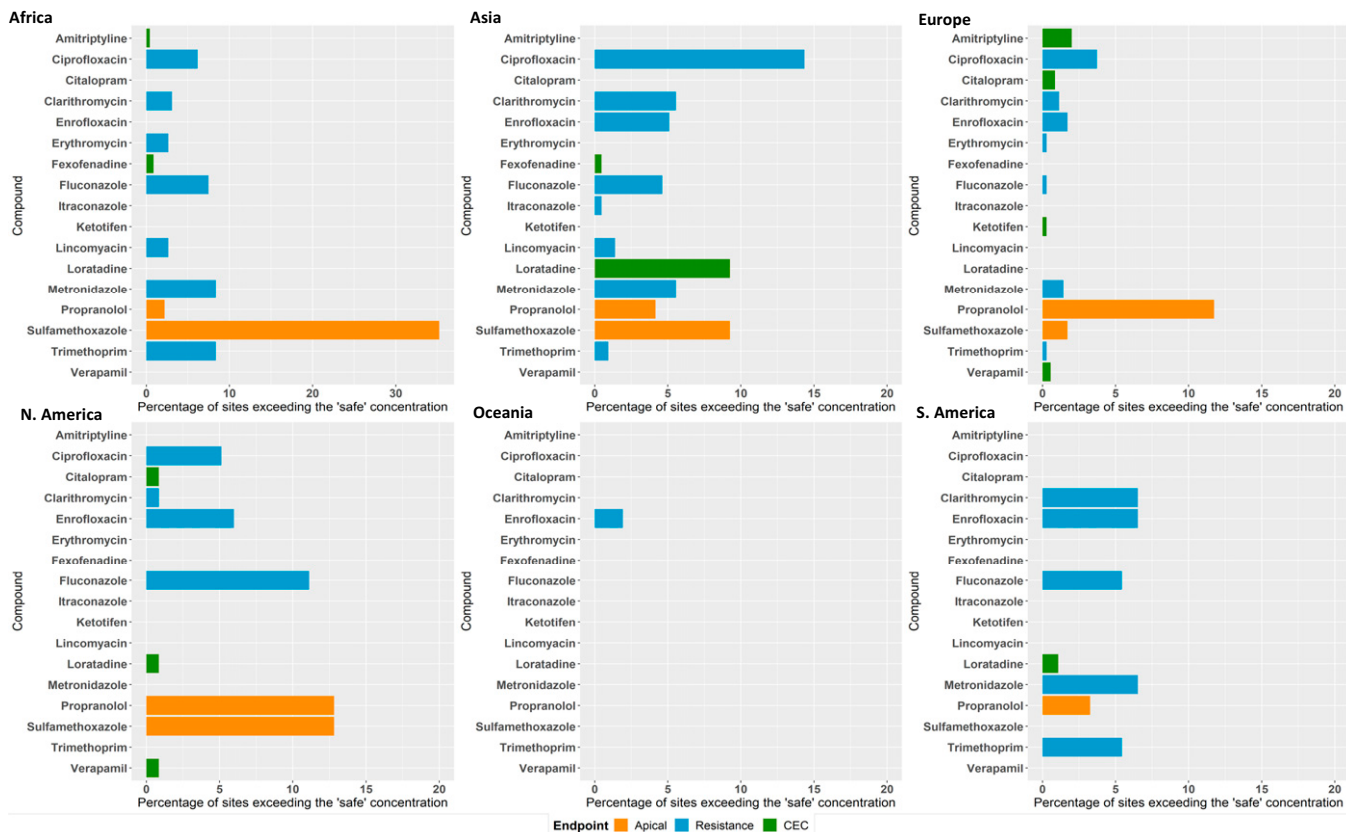 Africa
Amitriptyline
Ciprofloxacin
Citalopram
Clarithromycin
Enrofloxacin
Erythromycin
Fexofenadine
Fluconazole
Itraconazole
Ketotifen
Lincomycin
Loratadine
Metronidazole
Propranolol
Sulfamethoxazole
Trimethoprim
Verapamil
Compound
0 10 20 30
Percentage of sites exceeding the 'safe' concentration
Asia
Amitriptyline
Ciprofloxacin
Citalopram
Clarithromycin
Enrofloxacin
Erythromycin
Fexofenadine
Fluconazole
Itraconazole
Ketotifen
Lincomycin
Loratadine
Metronidazole
Propranolol
Sulfamethoxazole
Trimethoprim
Verapamil
Compound
0 5 10 15 20
Percentage of sites exceeding the 'safe' concentration
Europe
Amitriptyline
Ciprofloxacin
Citalopram
Clarithromycin
Enrofloxacin
Erythromycin
Fexofenadine
Fluconazole
Itraconazole
Ketotifen
Lincomycin
Loratadine
Metronidazole
Propranolol
Sulfamethoxazole
Trimethoprim
Verapamil
Compound
0 5 10 15 20
Percentage of sites exceeding the 'safe' concentration
N. America
Amitriptyline
Ciprofloxacin
Citalopram
Clarithromycin
Enrofloxacin
Erythromycin
Fexofenadine
Fluconazole
Itraconazole
Ketotifen
Lincomycin
Loratadine
Metronidazole
Propranolol
Sulfamethoxazole
Trimethoprim
Verapamil
Compound
0 5 10 15 20
Percentage of sites exceeding the 'safe' concentration
Oceania
Amitriptyline
Ciprofloxacin
Citalopram
Clarithromycin
Enrofloxacin
Erythromycin
Fexofenadine
Fluconazole
Itraconazole
Ketotifen
Lincomycin
Loratadine
Metronidazole
Propranolol
Sulfamethoxazole
Trimethoprim
Verapamil
Compound
0 5 10 15 20
Percentage of sites exceeding the 'safe' concentration
S. America
Amitriptyline
Ciprofloxacin
Citalopram
Clarithromycin
Enrofloxacin
Erythromycin
Fexofenadine
Fluconazole
Itraconazole
Ketotifen
Lincomycin
Loratadine
Metronidazole
Propranolol
Sulfamethoxazole
Trimethoprim
Verapamil
Compound
0 5 10 15 20
Percentage of sites exceeding the 'safe' concentration
Endpoint Apical Resistance CEC